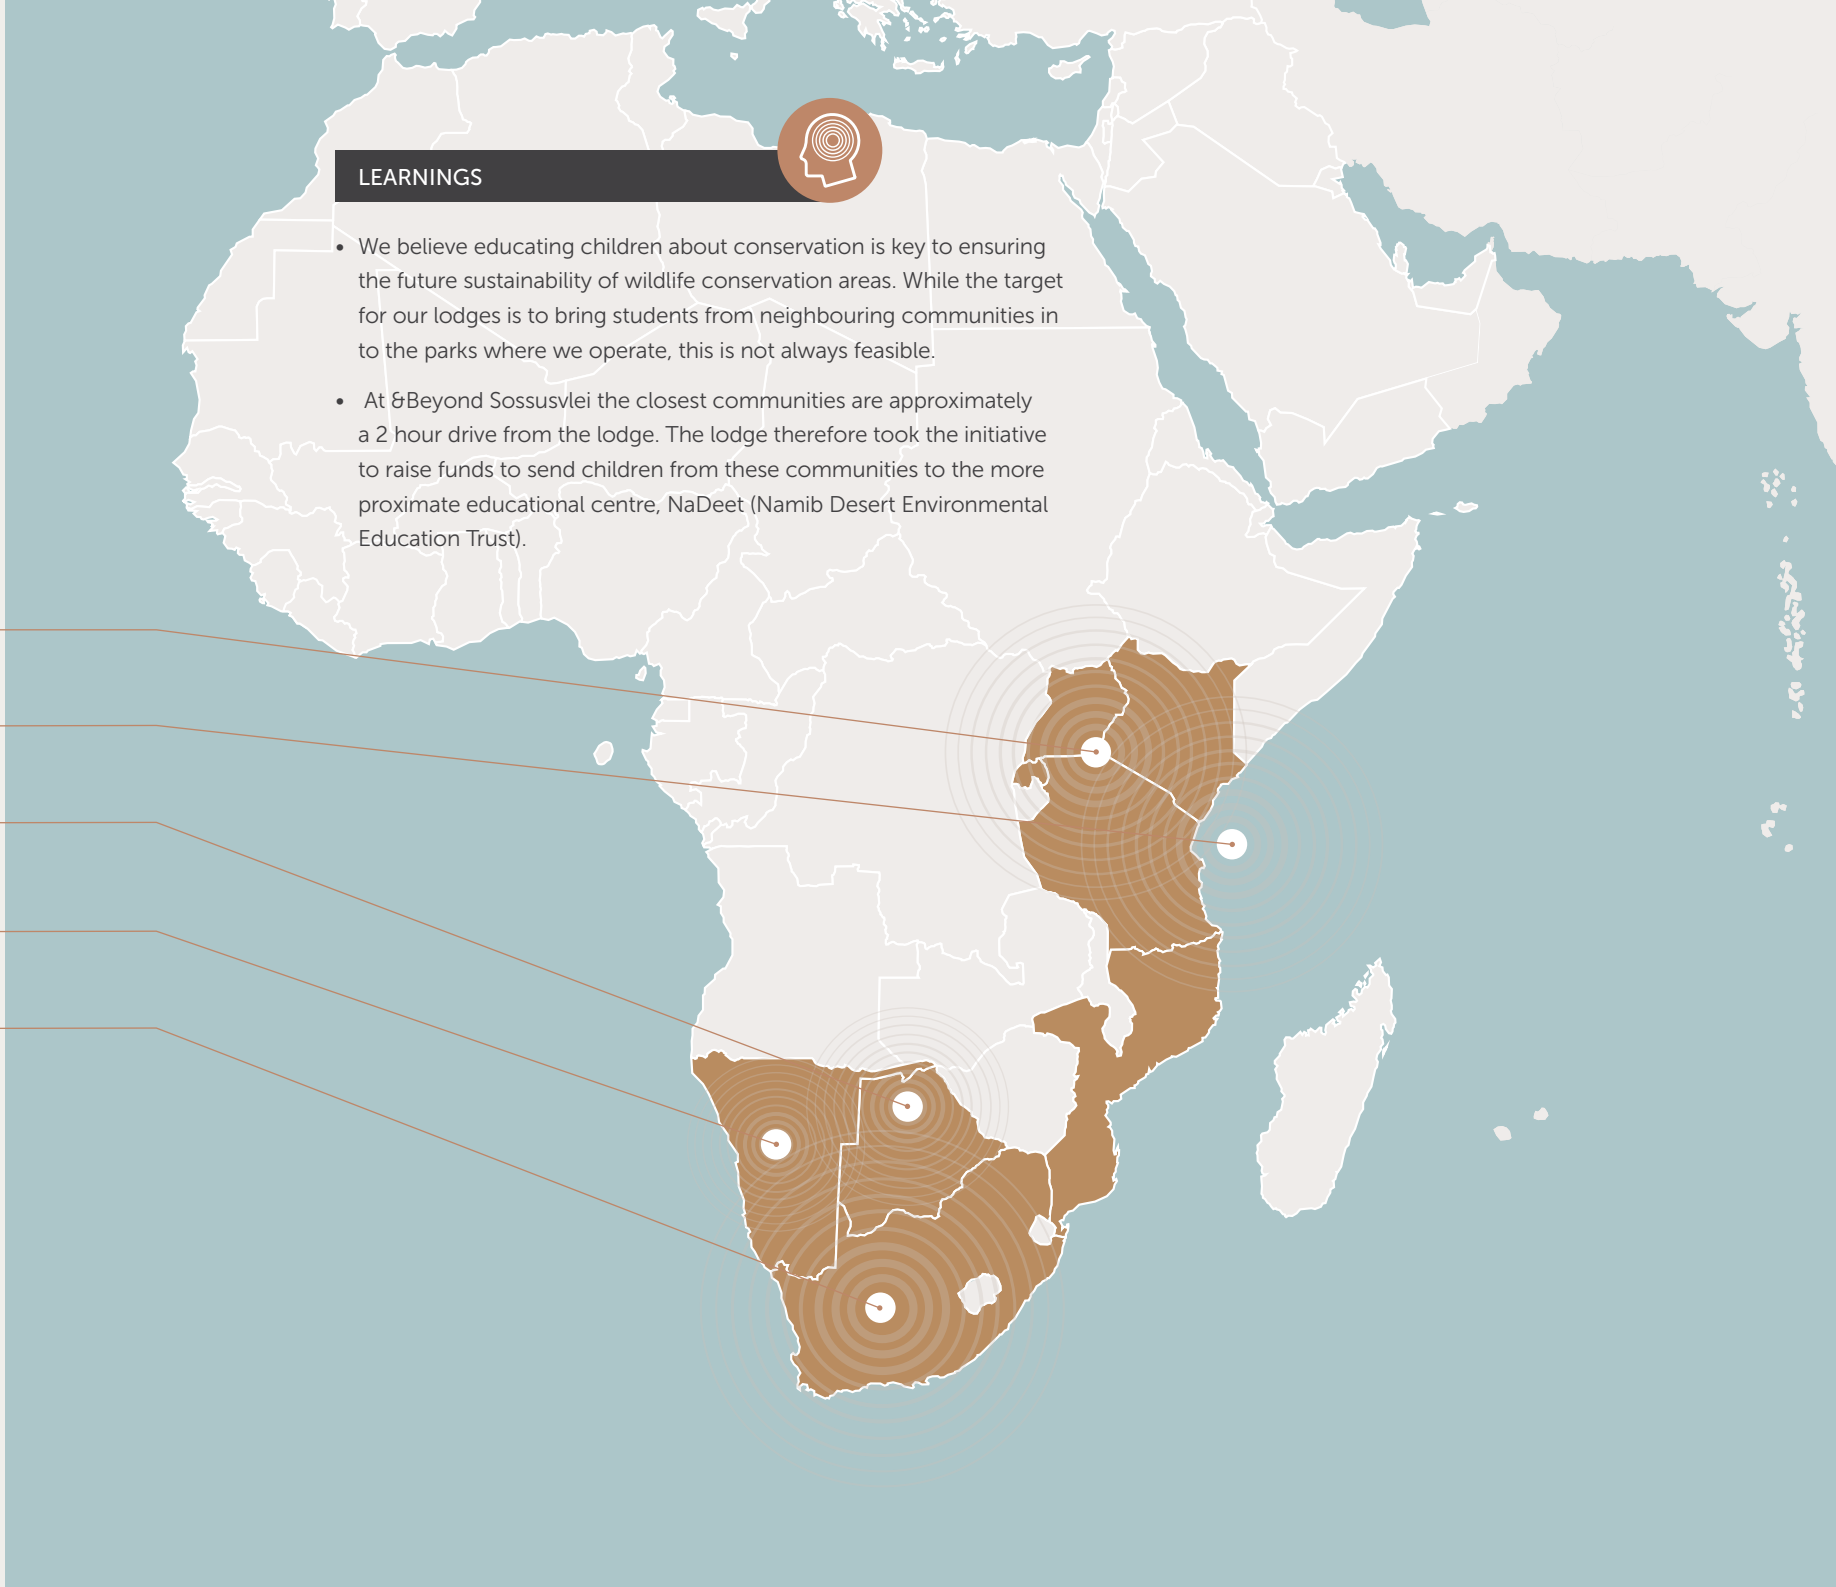 LEARNINGS
• We believe educating children about conservation is key to ensuring
the future sustainability of wildlife conservation areas. While the target
for our lodges is to bring students from neighbouring communities in
to the parks where we operate, this is not always feasible.
• At &Beyond Sossusvlei the closest communities are approximately
a 2 hour drive from the lodge. The lodge therefore took the initiative
to raise funds to send children from these communities to the more
proximate educational centre, NaDeet (Namib Desert Environmental
Education Trust).